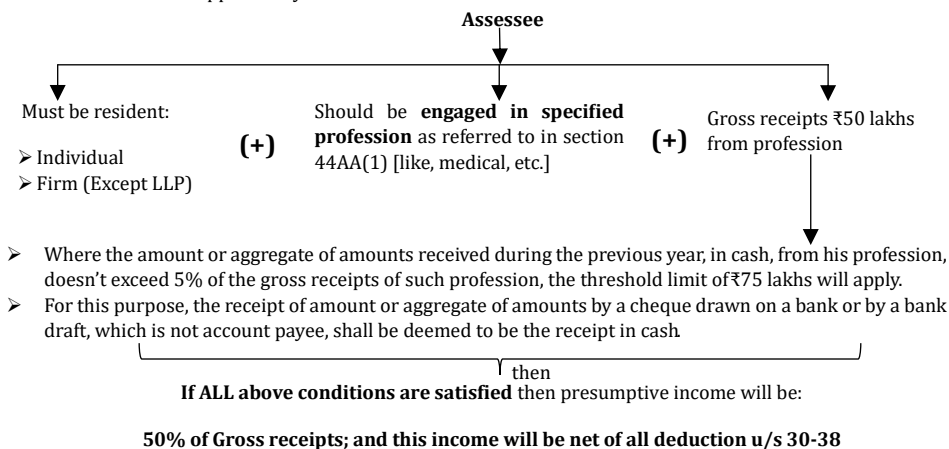 Assessee
Must be resident:
➢ Individual
➢ Firm (Except LLP)
(+)
Should be engaged in specified
profession as referred to in section
44AA(1) [like, medical, etc.]
(+)
Gross receipts ₹50 lakhs
from profession
➢ Where the amount or aggregate of amounts received during the previous year, in cash, from his profession,
doesn't exceed 5% of the gross receipts of such profession, the threshold limit of ₹75 lakhs will apply.
➢ For this purpose, the receipt of amount or aggregate of amounts by a cheque drawn on a bank or by a bank
draft, which is not account payee, shall be deemed to be the receipt in cash.
then
If ALL above conditions are satisfied then presumptive income will be:
50% of Gross receipts; and this income will be net of all deduction u/s 30-38